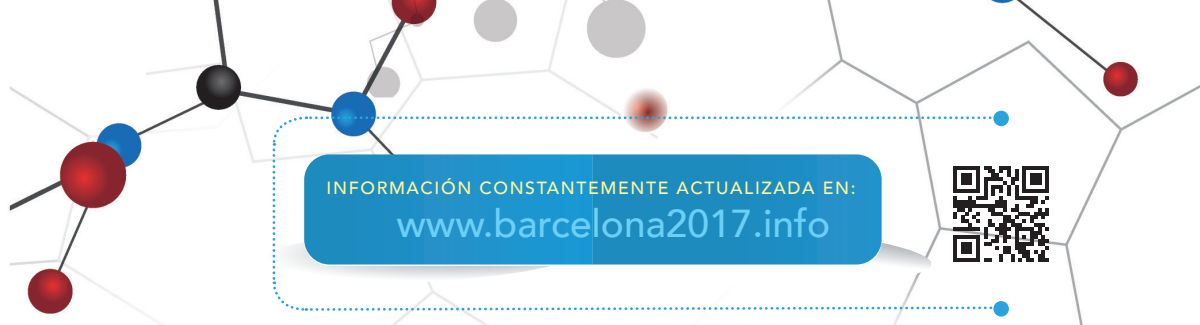 INFORMACIÓN CONSTANTEMENTE ACTUALIZADA EN:
www.barcelona2017.info